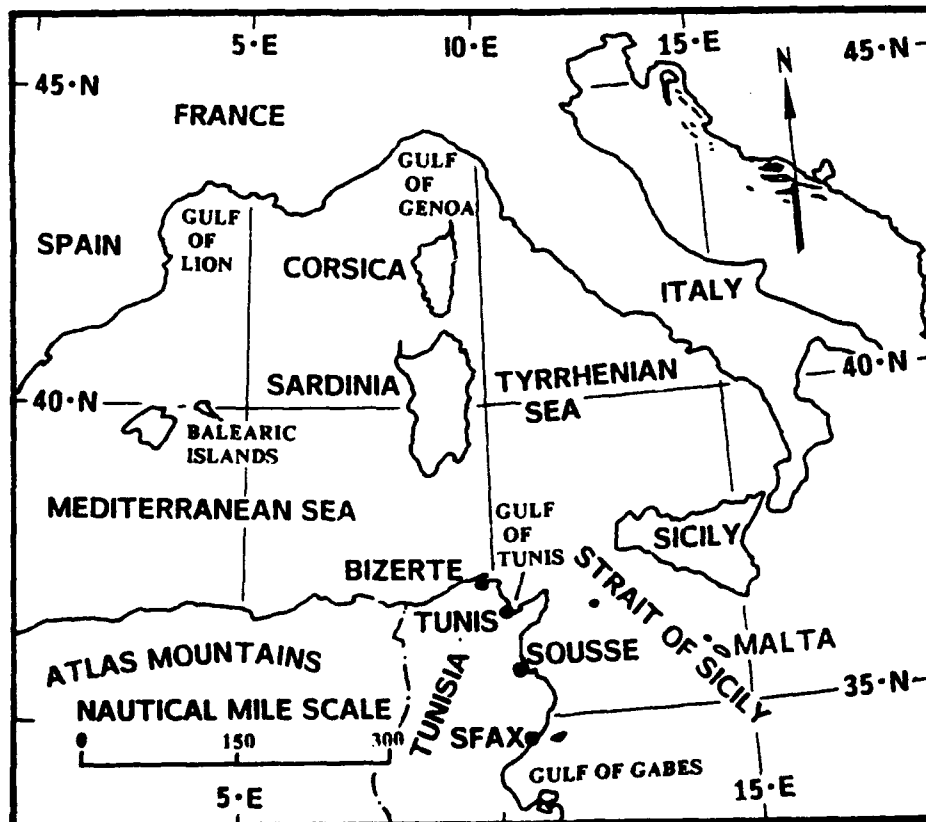 5·E
10·E
15·E
45·N
45·N
N
FRANCE
GULF
OF
GENOA
GULF
OF
LION
SPAIN
CORSICA
ITALY
40·N
SARDINIA
TYRRHENIAN
SEA
40·N
BALEARIC
ISLANDS
MEDITERRANEAN SEA
GULF
OF
TUNIS
SICILY
BIZERTE
STRAIT OF SICILY
TUNIS
MALTA
ATLAS MOUNTAINS
SOUSSE
TUNISIA
35·N
NAUTICAL MILE SCALE
0 150 300
SFAX
GULF OF GABES
5·E
15·E